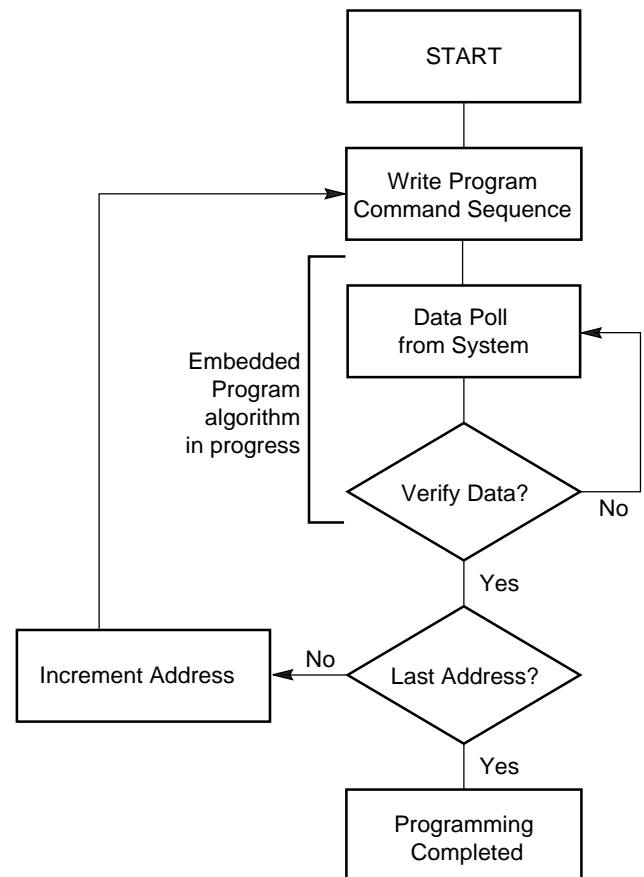 START
Write Program
Command Sequence
Data Poll
from System
Embedded
Program
algorithm
in progress
Verify Data?
No
Yes
Last Address?
No
Increment Address
Yes
Programming
Completed